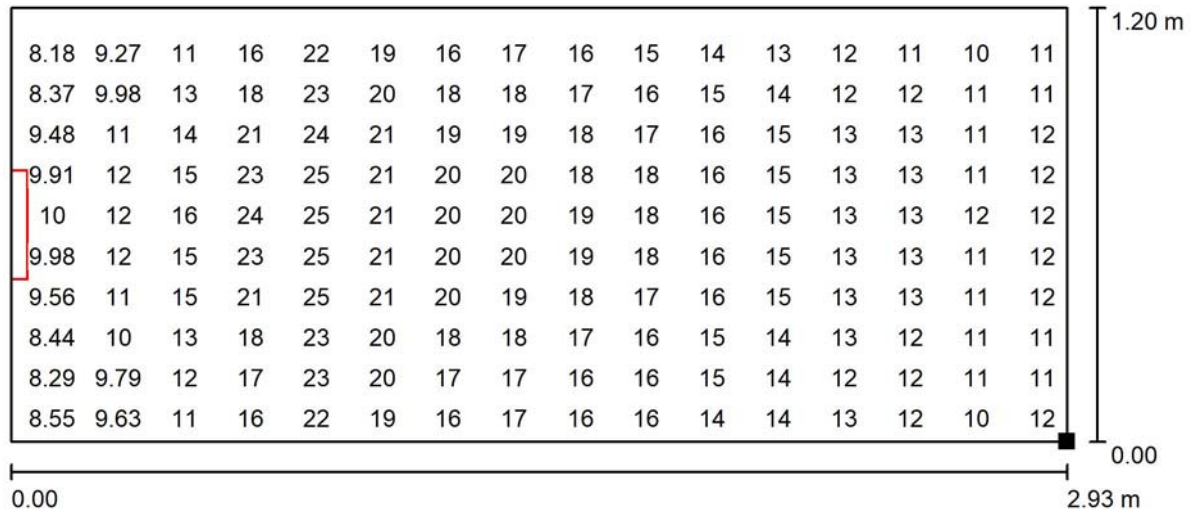 1.20 m
8.18 9.27 11 16 22 19 16 17 16 15 14 13 12 11 10 11
8.37 9.98 13 18 23 20 18 18 17 16 15 14 12 12 11 11
9.48 11 14 21 24 21 19 19 18 17 16 15 13 13 11 12
9.91 12 15 23 25 21 20 20 18 18 16 15 13 13 11 12
10 12 16 24 25 21 20 20 19 18 16 15 13 13 12 12
9.98 12 15 23 25 21 20 20 19 18 16 15 13 13 11 12
9.56 11 15 21 25 21 20 19 18 17 16 15 13 13 11 12
8.44 10 13 18 23 20 18 18 17 16 15 14 13 12 11 11
8.29 9.79 12 17 23 20 17 17 16 16 15 14 12 12 11 11
8.55 9.63 11 16 22 19 16 17 16 16 14 14 13 12 10 12
0.00
0.00 2.93 m